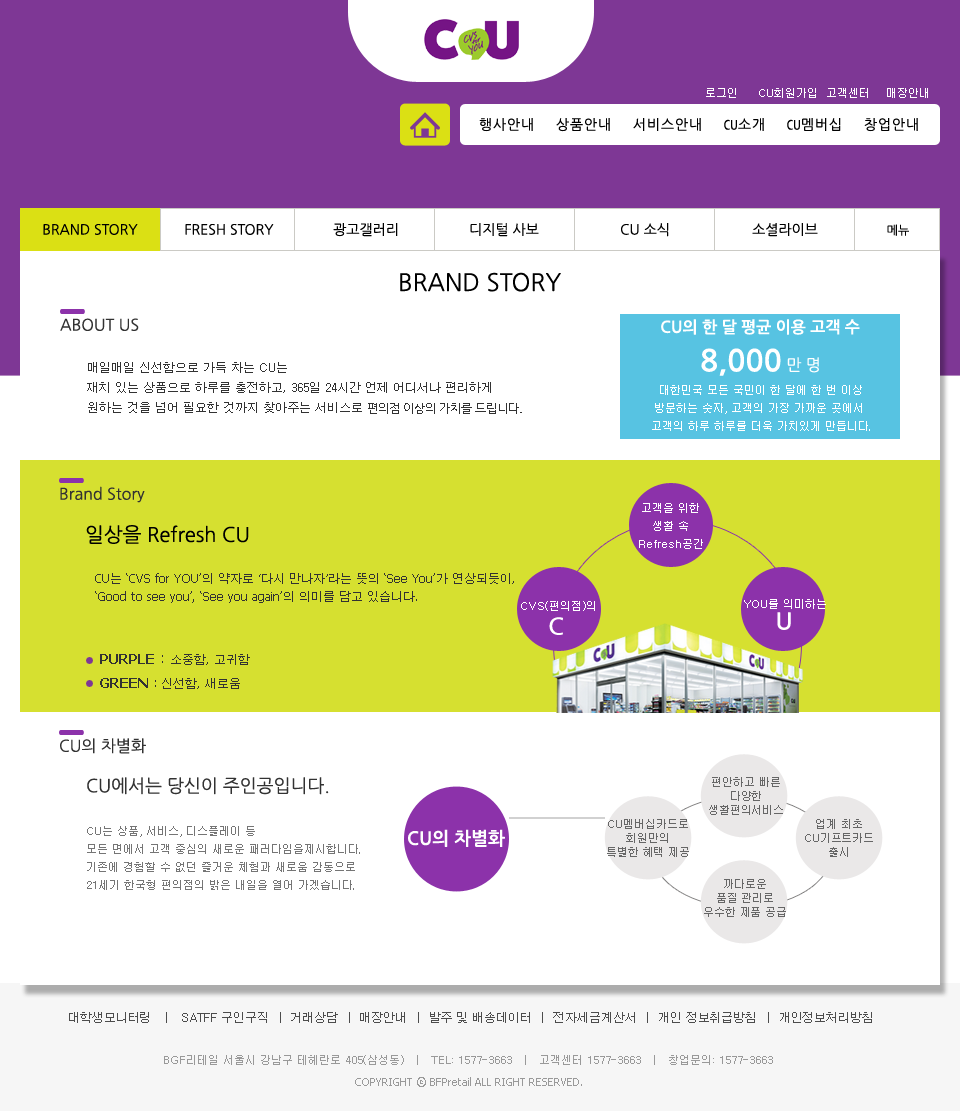 CU
CVS for YOU
로그인 CU회원가입 고객센터 매장안내
행사안내 상품안내 서비스안내 CU소개 CU멤버십 창업안내
BRAND STORY FRESH STORY 광고갤러리 디지털 사보 CU 소식 소셜라이브 메뉴
BRAND STORY
ABOUT US
매일매일 신선함으로 가득 차는 CU는
재치 있는 상품으로 하루를 충전하고, 365일 24시간 언제 어디서나 편리하게
원하는 것을 넘어 필요한 것까지 찾아주는 서비스로 편의점 이상의 가치를 드립니다.
CU의 한 달 평균 이용 고객 수
8,000 만 명
대한민국 모든 국민이 한 달에 한 번 이상
방문하는 숫자, 고객의 가장 가까운 곳에서
고객의 하루 하루를 더욱 가치있게 만듭니다.
Brand Story
일상을 Refresh CU
CU는 'CVS for YOU'의 약자로 '다시 만나자'라는 뜻의 'See You'가 연상되듯이,
'Good to see you', 'See you again'의 의미를 담고 있습니다.
PURPLE : 소중함, 고귀함
GREEN : 신선함, 새로움
고객을 위한
생활 속
Refresh공간
CVS(편의점)의
C
YOU를 의미하는
U
CU
CU
CU의 차별화
CU에서는 당신이 주인공입니다.
CU는 상품, 서비스, 디스플레이 등
모든 면에서 고객 중심의 새로운 패러다임을제시합니다.
기존에 경험할 수 없던 즐거운 체험과 새로움 감동으로
21세기 한국형 편의점의 밝은 내일을 열어 가겠습니다.
CU의 차별화
편안하고 빠른
다양한
생활편의서비스
CU멤버십카드로
회원만의
특별한 혜택 제공
업계 최초
CU기프트카드
출시
까다로운
품질 관리로
우수한 제품 공급
대학생모니터링 | SATFF 구인구직 | 거래상담 | 매장안내 | 발주 및 배송데이터 | 전자세금계산서 | 개인 정보취급방침 | 개인정보처리방침
BGF리테일 서울시 강남구 테헤란로 405(삼성동) | TEL: 1577-3663 | 고객센터 1577-3663 | 창업문의: 1577-3663
COPYRIGHT ⓒ BFPretail ALL RIGHT RESERVED.